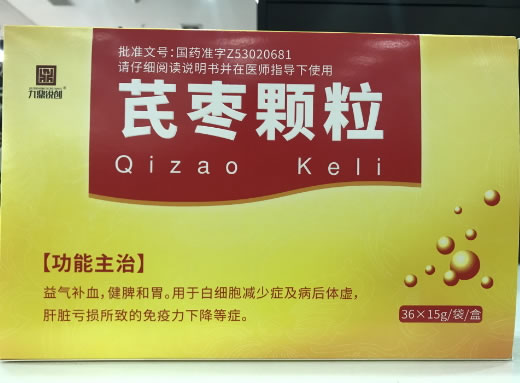 批准文号:国药准字Z53020681
请仔细阅读说明书并在医师指导下使用
九鼎锐创
芪枣颗粒
Qizao Keli
【功能主治】
益气补血,健脾和胃。用于白细胞减少症及病后体虚,
肝脏亏损所致的免疫力下降等症。
36×15g/袋/盒